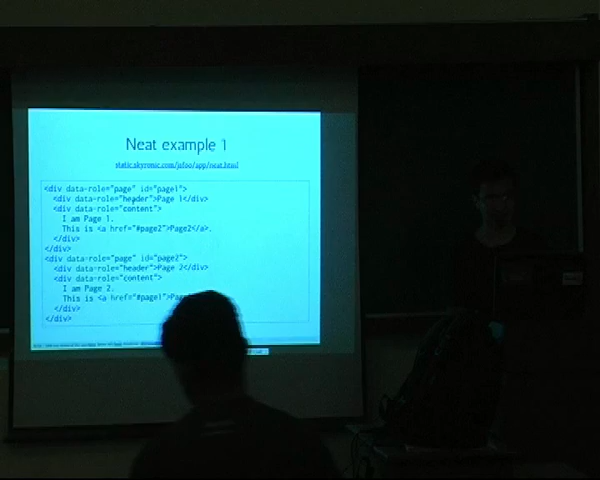 Neat example 1
static.skyronic.com/jsfoo/app/neat.html
<div data-role="page" id="page1">
<div data-role="header">Page 1</div>
<div data-role="content">
I am Page 1.
This is <a href="#page2">Page2</a>.
</div>
</div>
<div data-role="page" id="page2">
<div data-role="header">Page 2</div>
<div data-role="content">
I am Page 2.
This is <a href="#page1">Pag
</div>
</div>